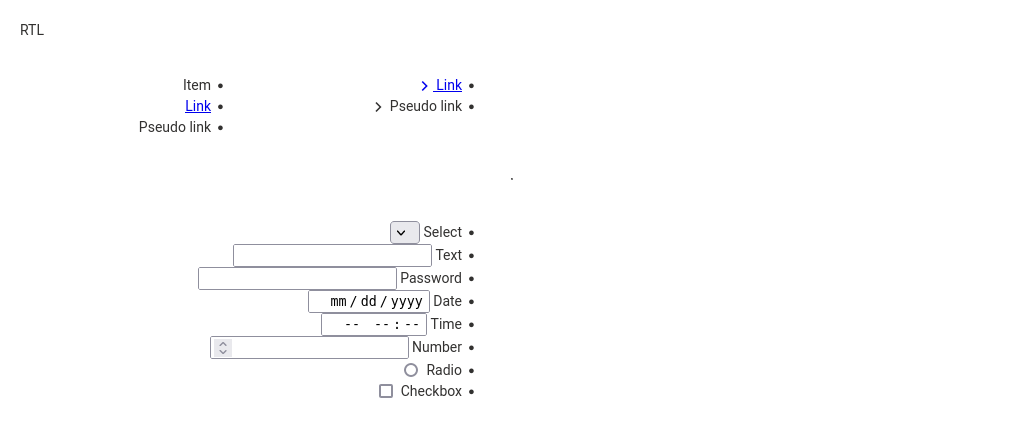 RTL
Item
Link
Pseudo link
Link
Pseudo link
.
Select
Text
Password
Date mm/dd/yyyy
Time -- --:--
Number
Radio
Checkbox